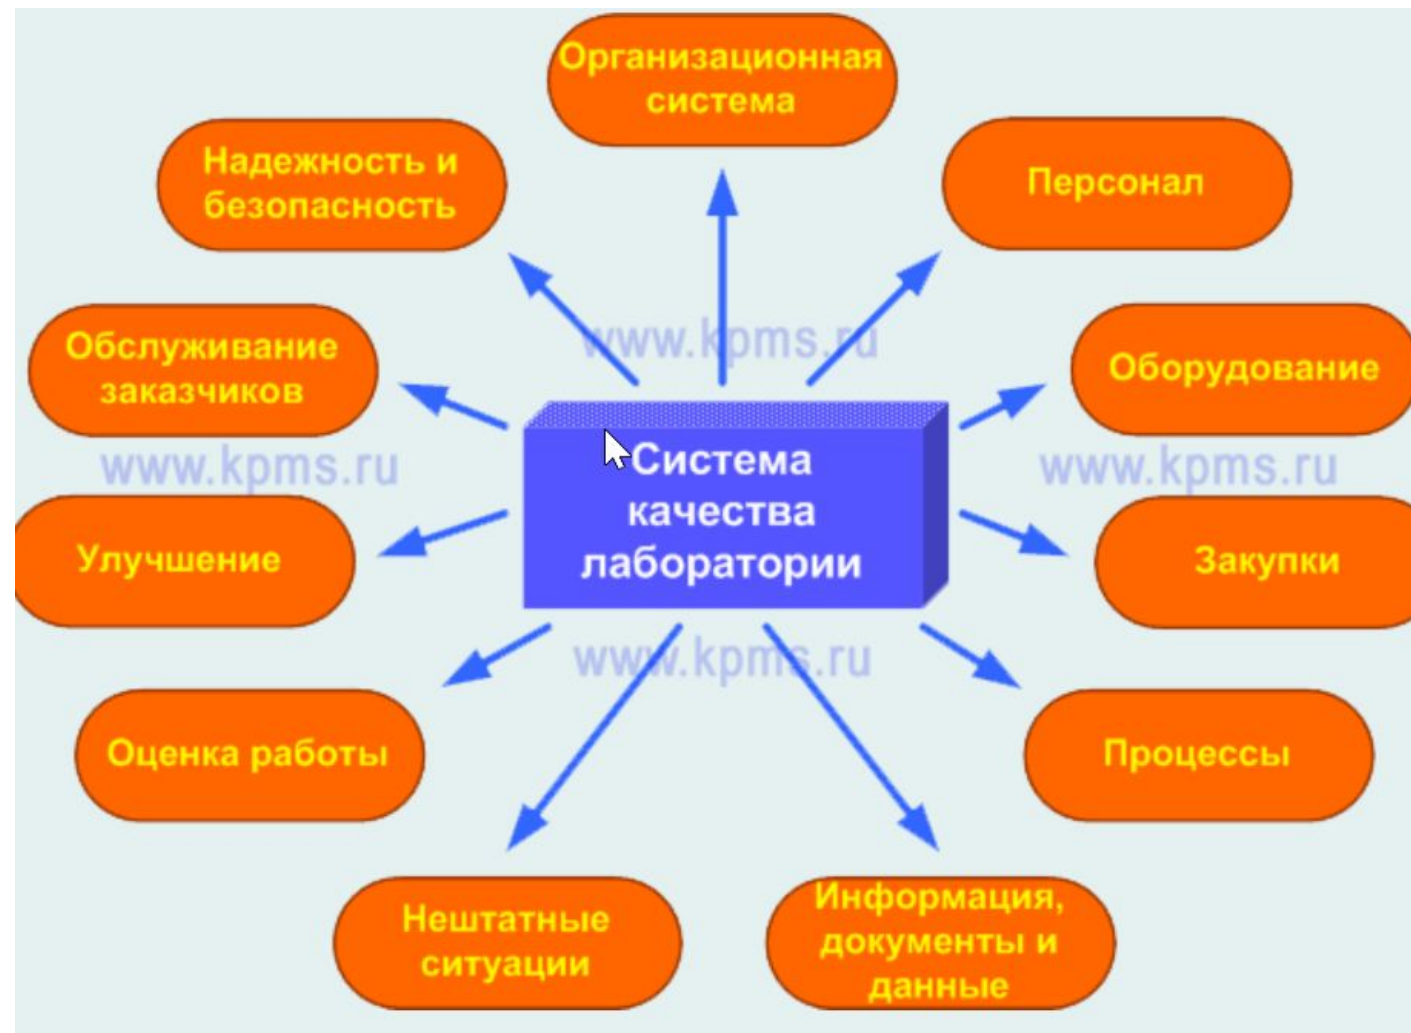 Организационная
система
Надежность и
безопасность
Персонал
www.kpms.ru
Обслуживание
заказчиков
Оборудование
www.kpms.ru
Система
качества
лаборатории
www.kpms.ru
Улучшение
Закупки
www.kpms.ru
Оценка работы
Процессы
Нештатные
ситуации
Информация,
документы и
данные